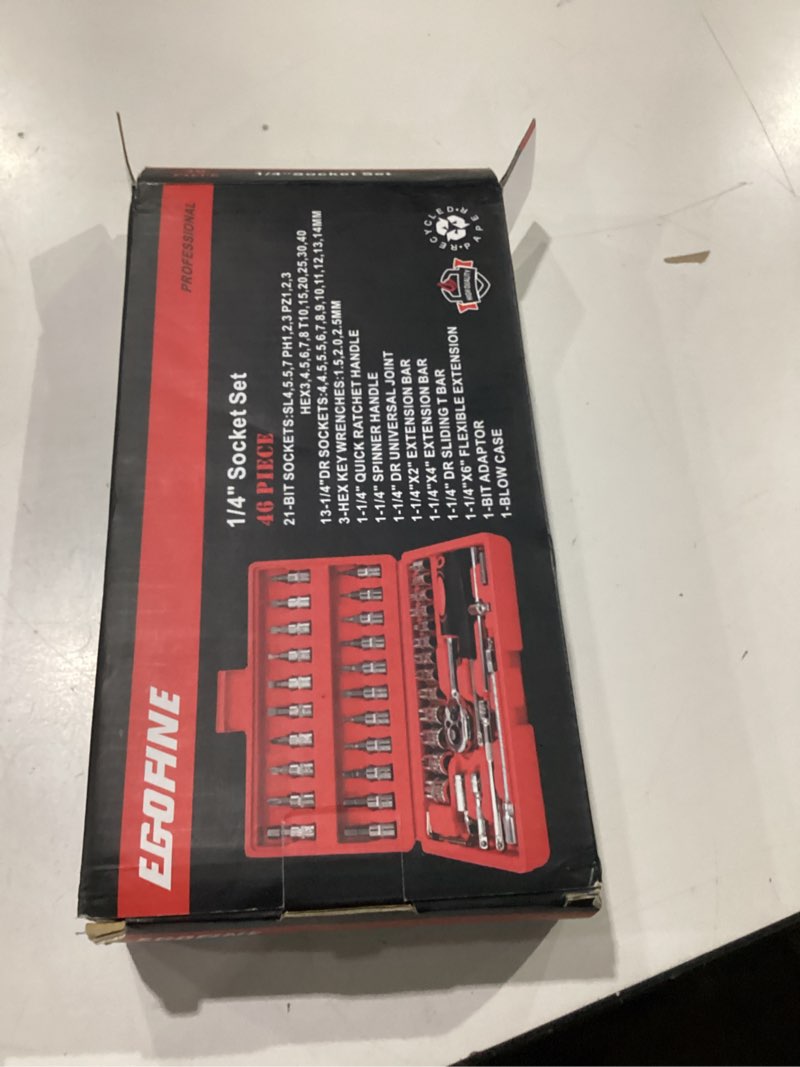 EGOFINE
PROFESSIONAL
1/4" Socket Set
46 PIECE
21-BIT SOCKETS:SL4,5.5,7 PH1,2,3 PZ1,2,3
HEX3,4,5,6,7,8 T10,15,20,25,30,40
13-1/4"DR SOCKETS:4,4.5,5.5,6,7,8,9,10,11,12,13,14MM
3-HEX KEY WRENCHES:1.5,2.0,2.5MM
1-1/4" QUICK RATCHET HANDLE
1-1/4" SPINNER HANDLE
1-1/4" DR UNIVERSAL JOINT
1-1/4"X2" EXTENSION BAR
1-1/4"X4" EXTENSION BAR
1-1/4" DR SLIDING T BAR
1-1/4"X6" FLEXIBLE EXTENSION
1-BIT ADAPTOR
1-BLOW CASE
RECYCLED PAPER
HIGH QUALITY
1/4"Socket Set
EGOFINE